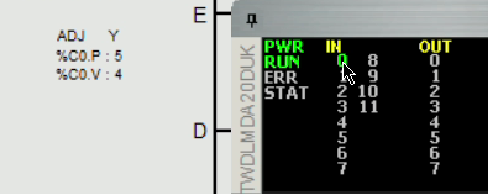 ADJ Y
%C0.P : 5
%C0.V : 4
E
D
TWDLMDA20DUK
PWR IN OUT
RUN 0 8 0
ERR 1 9 1
STAT 2 10 2
3 11 3
4 4
5 5
6 6
7 7